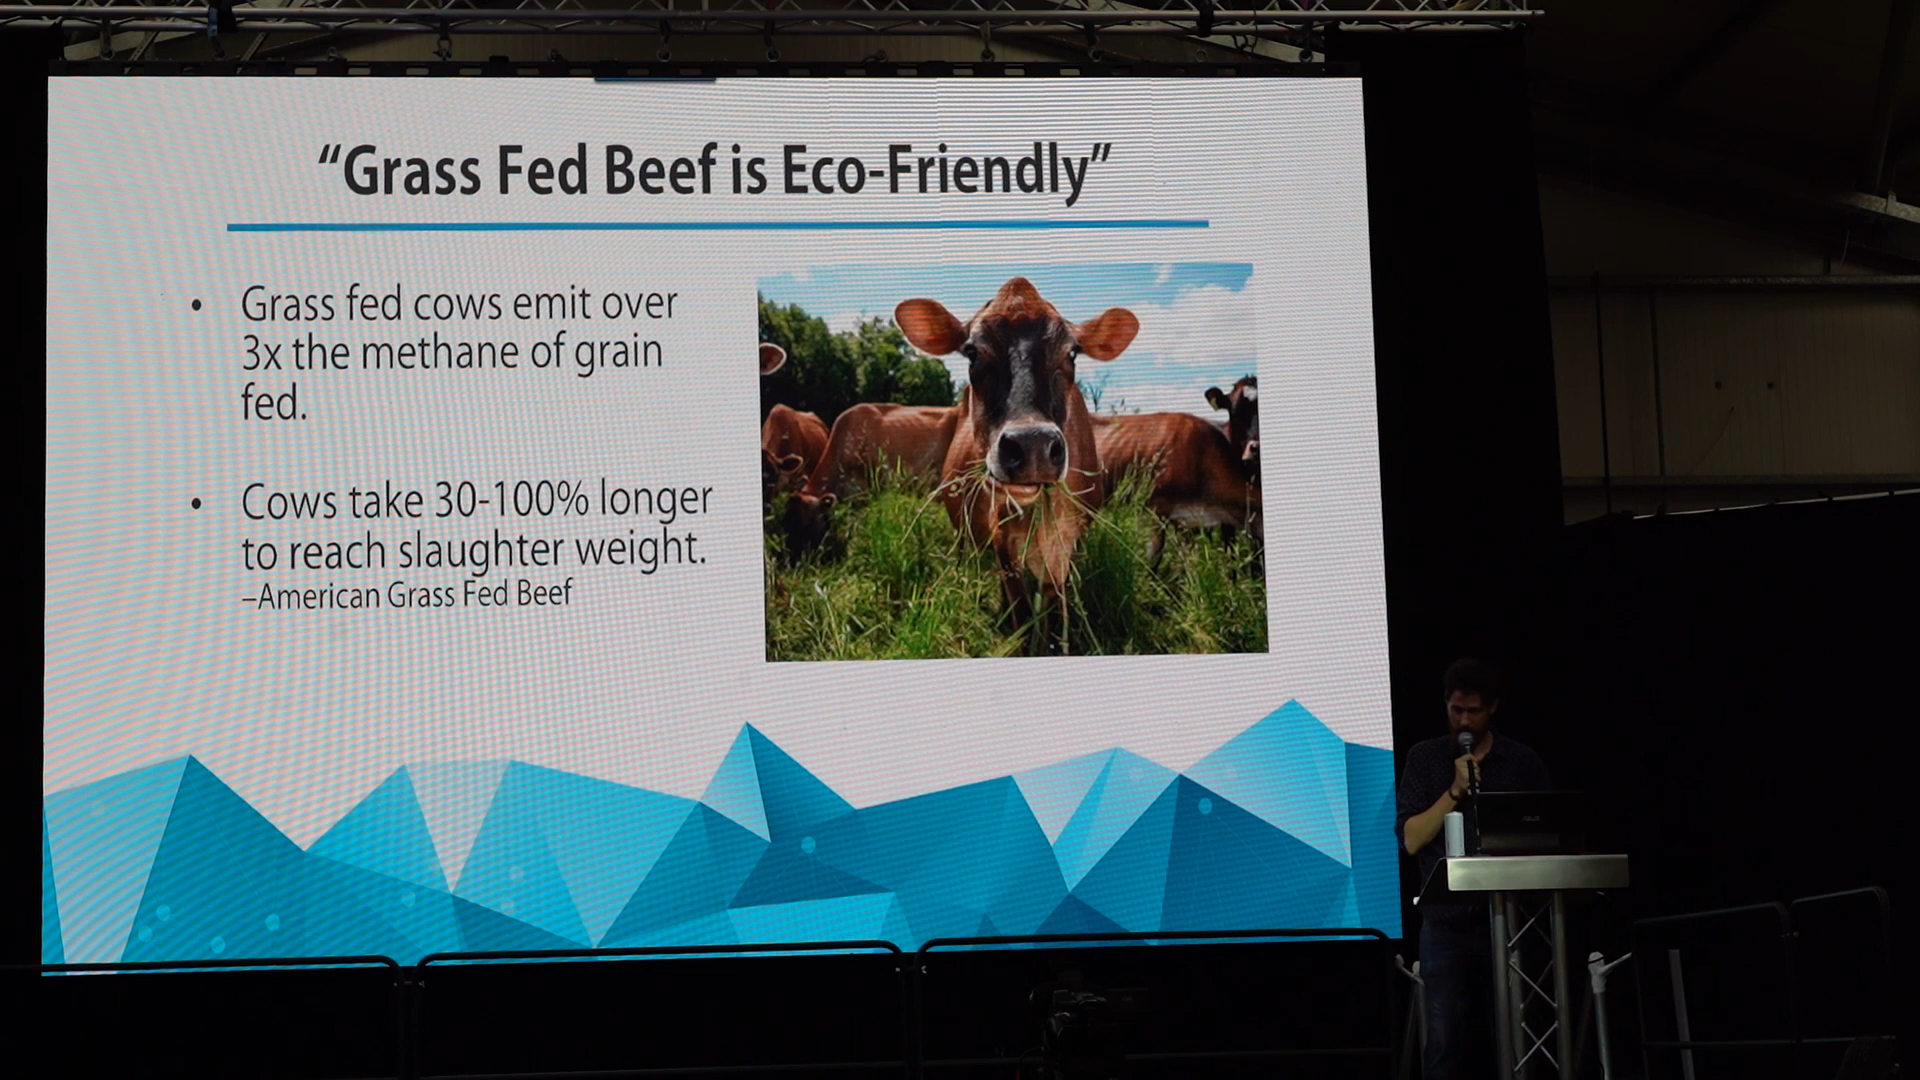 “Grass Fed Beef is Eco-Friendly”
• Grass fed cows emit over
3x the methane of grain
fed.
• Cows take 30-100% longer
to reach slaughter weight.
–American Grass Fed Beef